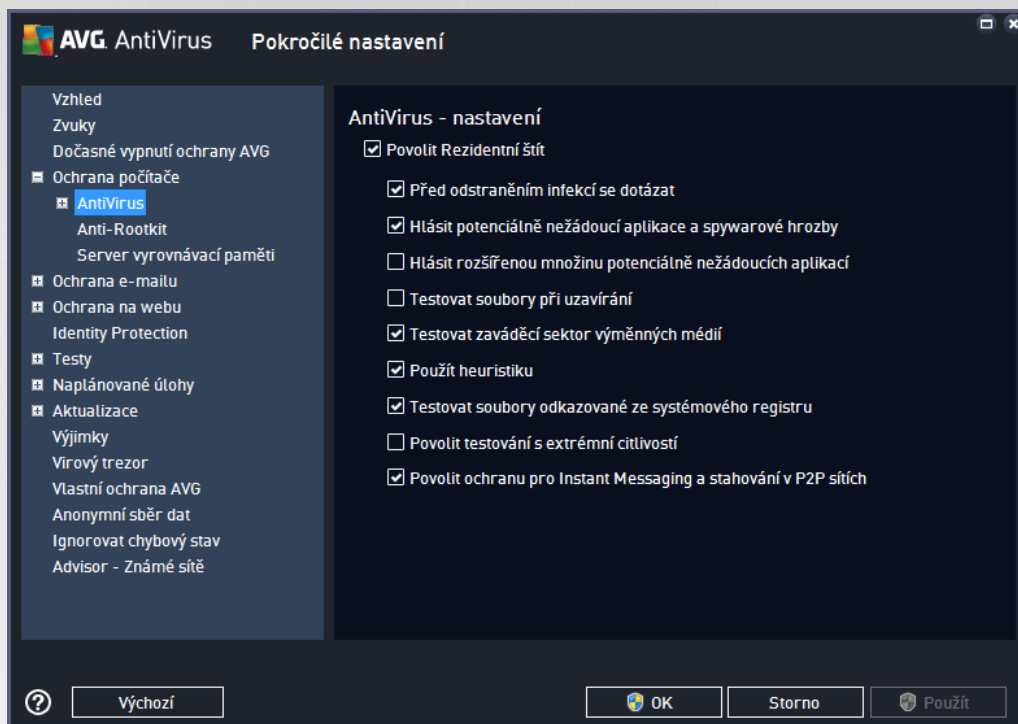 AVG AntiVirus Pokročilé nastavení
Vzhled
Zvuky
Dočasné vypnutí ochrany AVG
Ochrana počítače
AntiVirus
Anti-Rootkit
Server vyrovnávací paměti
Ochrana e-mailu
Ochrana na webu
Identity Protection
Testy
Naplánované úlohy
Aktualizace
Výjimky
Virový trezor
Vlastní ochrana AVG
Anonymní sběr dat
Ignorovat chybový stav
Advisor - Známé sítě
AntiVirus - nastavení
Povolit Rezidentní štít
Před odstraněním infekcí se dotázat
Hlásit potenciálně nežádoucí aplikace a spywarové hrozby
Hlásit rozšířenou množinu potenciálně nežádoucích aplikací
Testovat soubory při uzavírání
Testovat zaváděcí sektor výměnných médií
Použít heuristiku
Testovat soubory odkazované ze systémového registru
Povolit testování s extrémní citlivostí
Povolit ochranu pro Instant Messaging a stahování v P2P sítích
? Výchozí OK Storno Použít